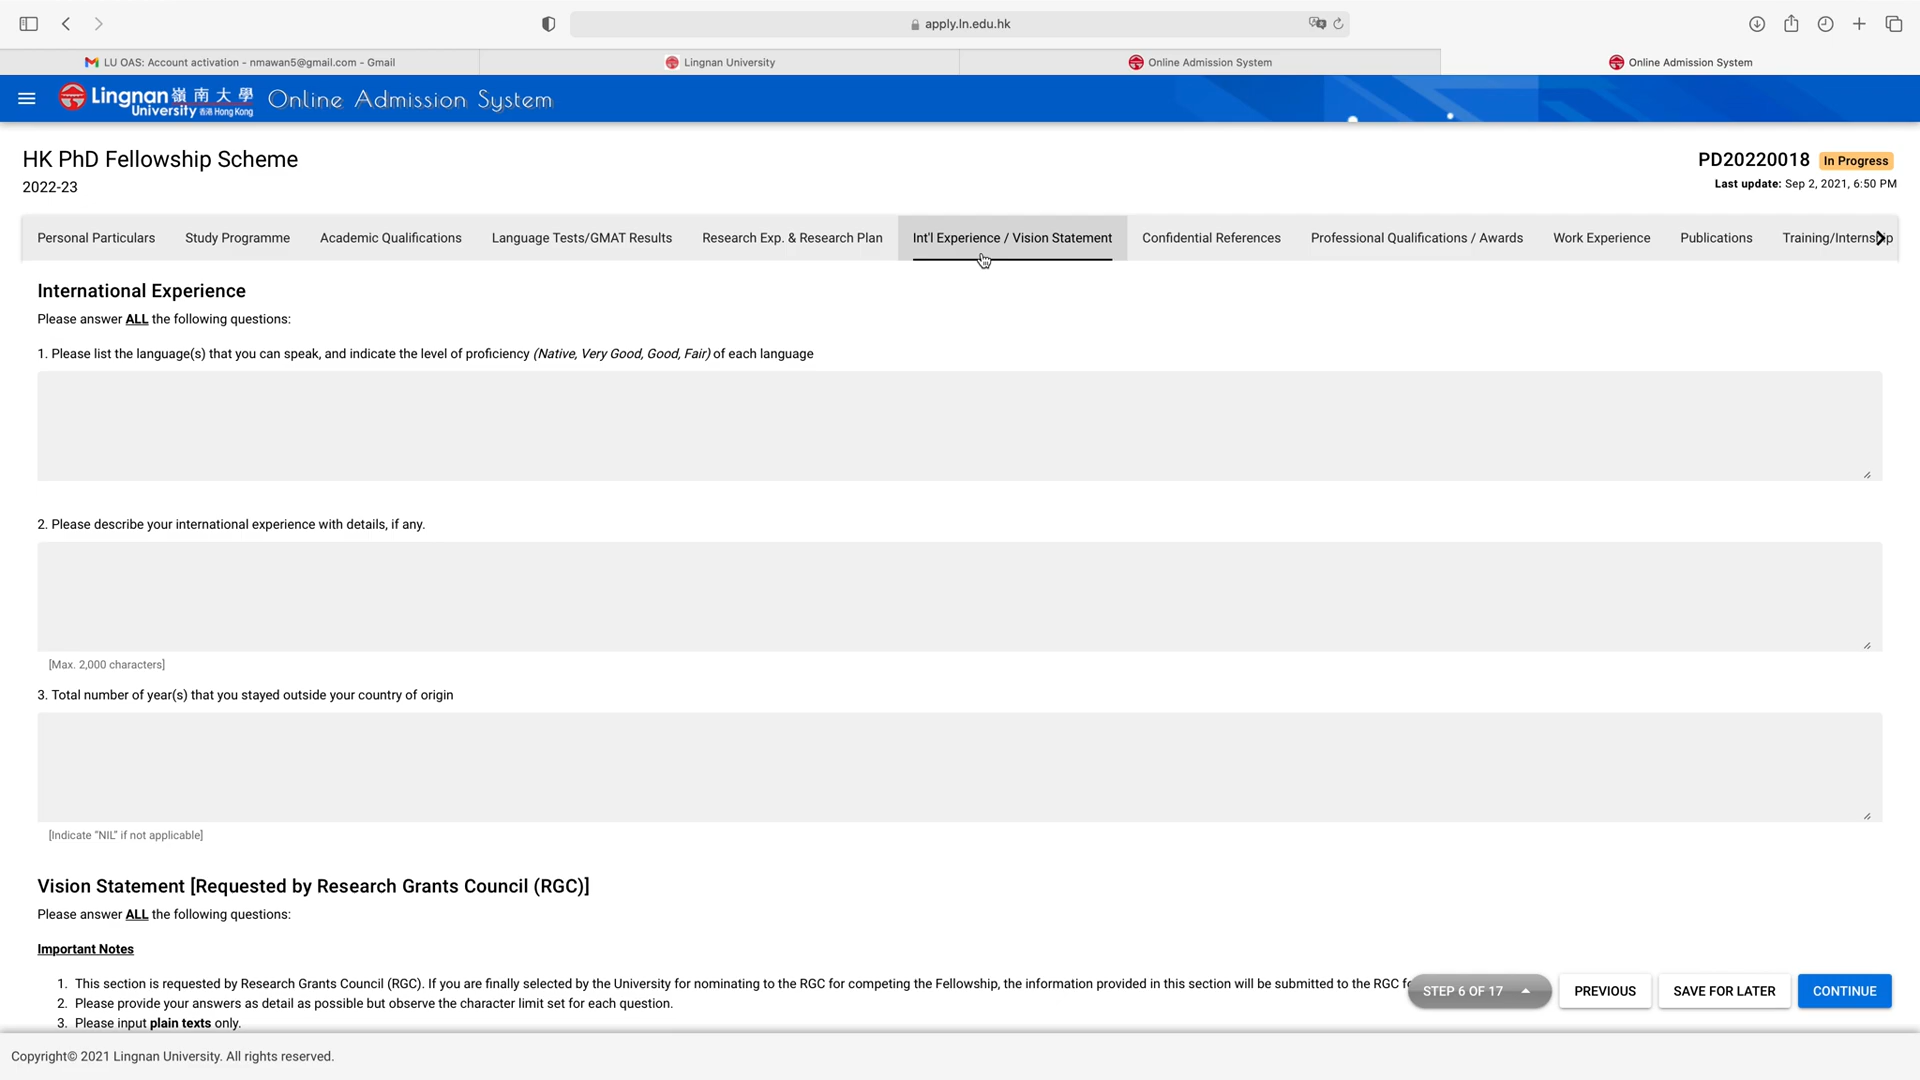 apply.ln.edu.hk
LU OAS: Account activation - nmawan5@gmail.com - Gmail
Lingnan University
Online Admission System
Online Admission System
Lingnan 嶺南大學
University 香港 Hong Kong
Online Admission System
HK PhD Fellowship Scheme
PD20220018 In Progress
2022-23
Last update: Sep 2, 2021, 6:50 PM
Personal Particulars
Study Programme
Academic Qualifications
Language Tests/GMAT Results
Research Exp. & Research Plan
Int'l Experience / Vision Statement
Confidential References
Professional Qualifications / Awards
Work Experience
Publications
Training/Internship
International Experience
Please answer ALL the following questions:
1. Please list the language(s) that you can speak, and indicate the level of proficiency (Native, Very Good, Good, Fair) of each language
2. Please describe your international experience with details, if any.
[Max. 2,000 characters]
3. Total number of year(s) that you stayed outside your country of origin
[Indicate “NIL” if not applicable]
Vision Statement [Requested by Research Grants Council (RGC)]
Please answer ALL the following questions:
Important Notes
1. This section is requested by Research Grants Council (RGC). If you are finally selected by the University for nominating to the RGC for competing the Fellowship, the information provided in this section will be submitted to the RGC
2. Please provide your answers as detail as possible but observe the character limit set for each question.
3. Please input plain texts only.
STEP 6 OF 17
PREVIOUS
SAVE FOR LATER
CONTINUE
Copyright© 2021 Lingnan University. All rights reserved.